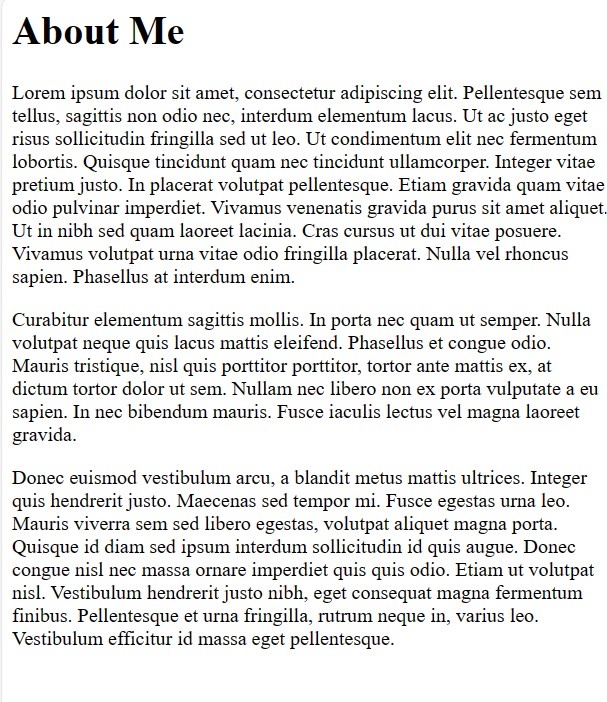 About Me
Lorem ipsum dolor sit amet, consectetur adipiscing elit. Pellentesque sem
tellus, sagittis non odio nec, interdum elementum lacus. Ut ac justo eget
risus sollicitudin fringilla sed ut leo. Ut condimentum elit nec fermentum
lobortis. Quisque tincidunt quam nec tincidunt ullamcorper. Integer vitae
pretium justo. In placerat volutpat pellentesque. Etiam gravida quam vitae
odio pulvinar imperdiet. Vivamus venenatis gravida purus sit amet aliquet.
Ut in nibh sed quam laoreet lacinia. Cras cursus ut dui vitae posuere.
Vivamus volutpat urna vitae odio fringilla placerat. Nulla vel rhoncus
sapien. Phasellus at interdum enim.
Curabitur elementum sagittis mollis. In porta nec quam ut semper. Nulla
volutpat neque quis lacus mattis eleifend. Phasellus et congue odio.
Mauris tristique, nisl quis porttitor porttitor, tortor ante mattis ex, at
dictum tortor dolor ut sem. Nullam nec libero non ex porta vulputate a eu
sapien. In nec bibendum mauris. Fusce iaculis lectus vel magna laoreet
gravida.
Donec euismod vestibulum arcu, a blandit metus mattis ultrices. Integer
quis hendrerit justo. Maecenas sed tempor mi. Fusce egestas urna leo.
Mauris viverra sem sed libero egestas, volutpat aliquet magna porta.
Quisque id diam sed ipsum interdum sollicitudin id quis augue. Donec
congue nisl nec massa ornare imperdiet quis quis odio. Etiam ut volutpat
nisl. Vestibulum hendrerit justo nibh, eget consequat magna fermentum
finibus. Pellentesque et urna fringilla, rutrum neque in, varius leo.
Vestibulum efficitur id massa eget pellentesque.